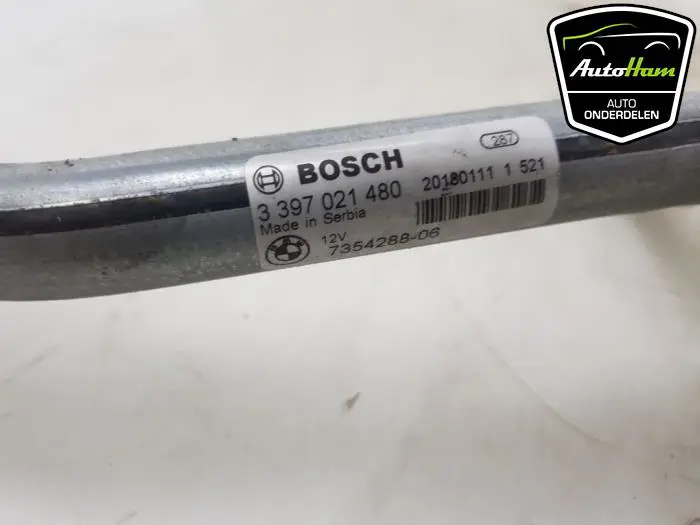 AutoHam
AUTO
ONDERDELEN
287
BOSCH
3 397 021 480 20180111 1 521
Made in Serbia
12V
7354288-06